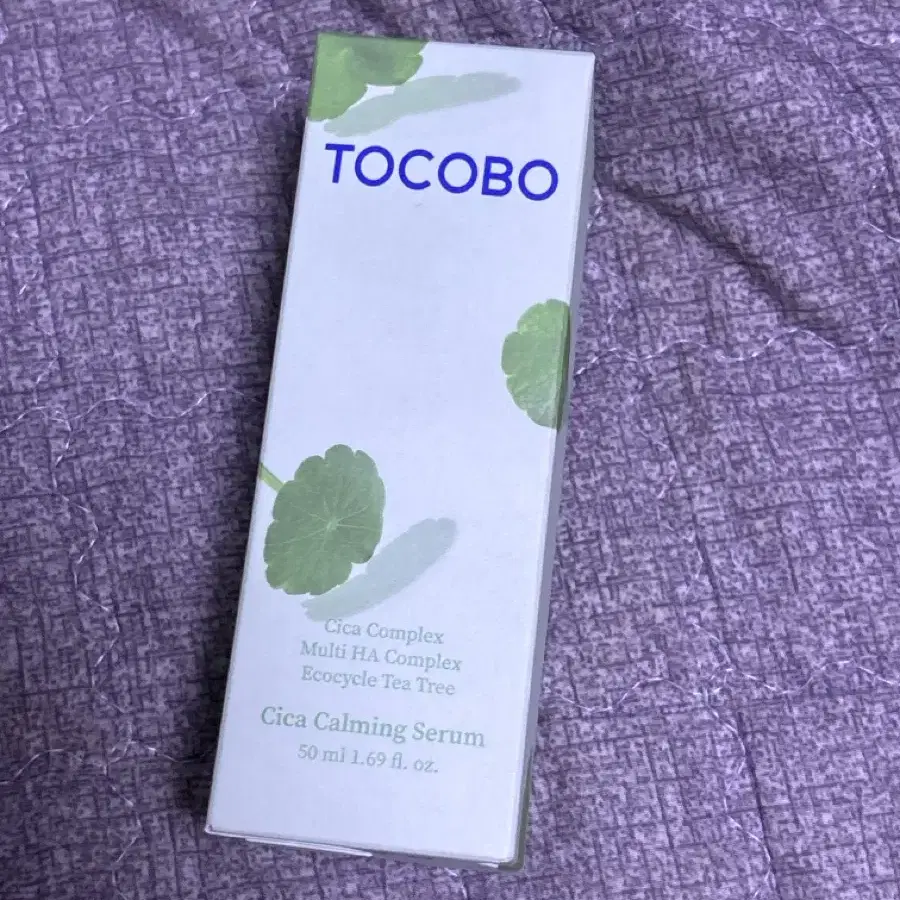 TOCOBO
Cica Complex
Multi HA Complex
Ecocycle Tea Tree
Cica Calming Serum
50 ml 1.69 fl. oz.